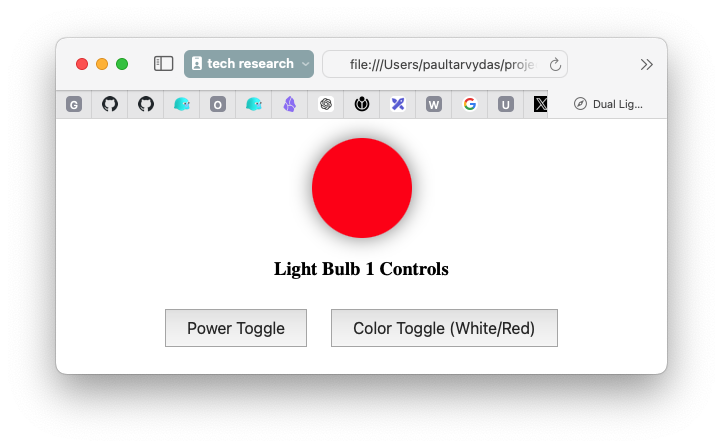 tech research
file:///Users/paultarvydas/proje
G
O
W
G
U
X
Dual Lig...
Light Bulb 1 Controls
Power Toggle
Color Toggle (White/Red)